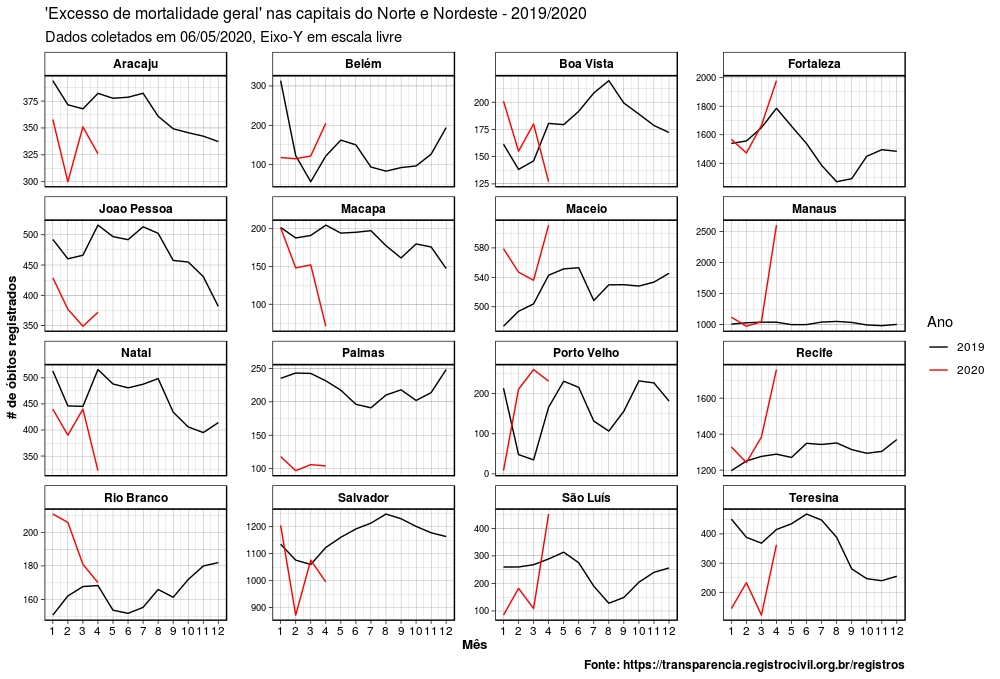 'Excesso de mortalidade geral' nas capitais do Norte e Nordeste - 2019/2020
Dados coletados em 06/05/2020, Eixo-Y em escala livre
Aracaju
375
350
325
300
Belém
300
200
100
Boa Vista
200
175
150
125
Fortaleza
2000
1800
1600
1400
Joao Pessoa
500
450
400
350
Macapa
200
150
100
Maceio
580
540
500
Manaus
2500
2000
1500
1000
Natal
500
450
400
350
Palmas
250
200
150
100
Porto Velho
200
100
0
Recife
1600
1400
1200
Rio Branco
200
180
160
Salvador
1200
1100
1000
900
São Luís
400
300
200
100
Teresina
400
300
200
1 2 3 4 5 6 7 8 9 10 11 12
1 2 3 4 5 6 7 8 9 10 11 12
1 2 3 4 5 6 7 8 9 10 11 12
1 2 3 4 5 6 7 8 9 10 11 12
Mês
# de óbitos registrados
Ano
2019
2020
Fonte: https://transparencia.registrocivil.org.br/registros